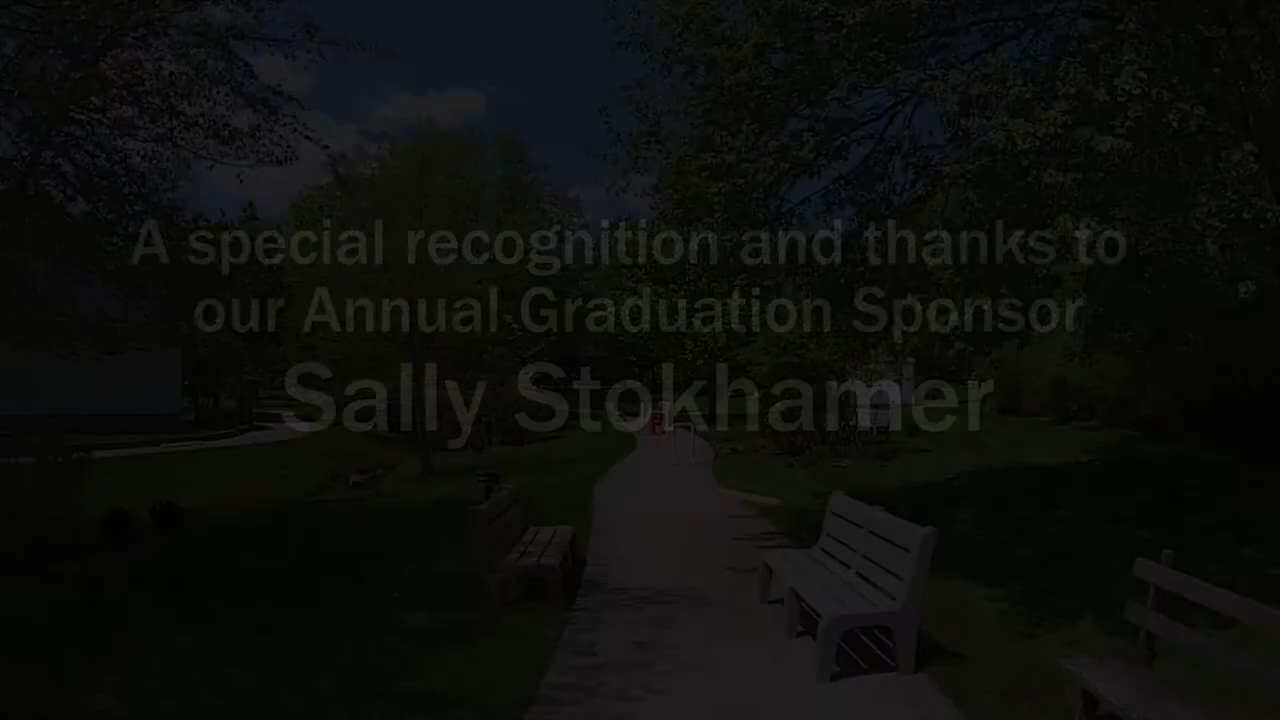 A special recognition and thanks to
our Annual Graduation Sponsor
Sally Stokhamer